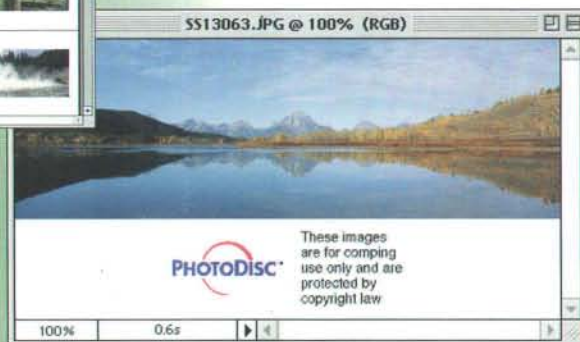 SS13063.JPG @ 100% (RGB)
PHOTODISC
These images
are for comping
use only and are
protected by
copyright law
100% 0.6s